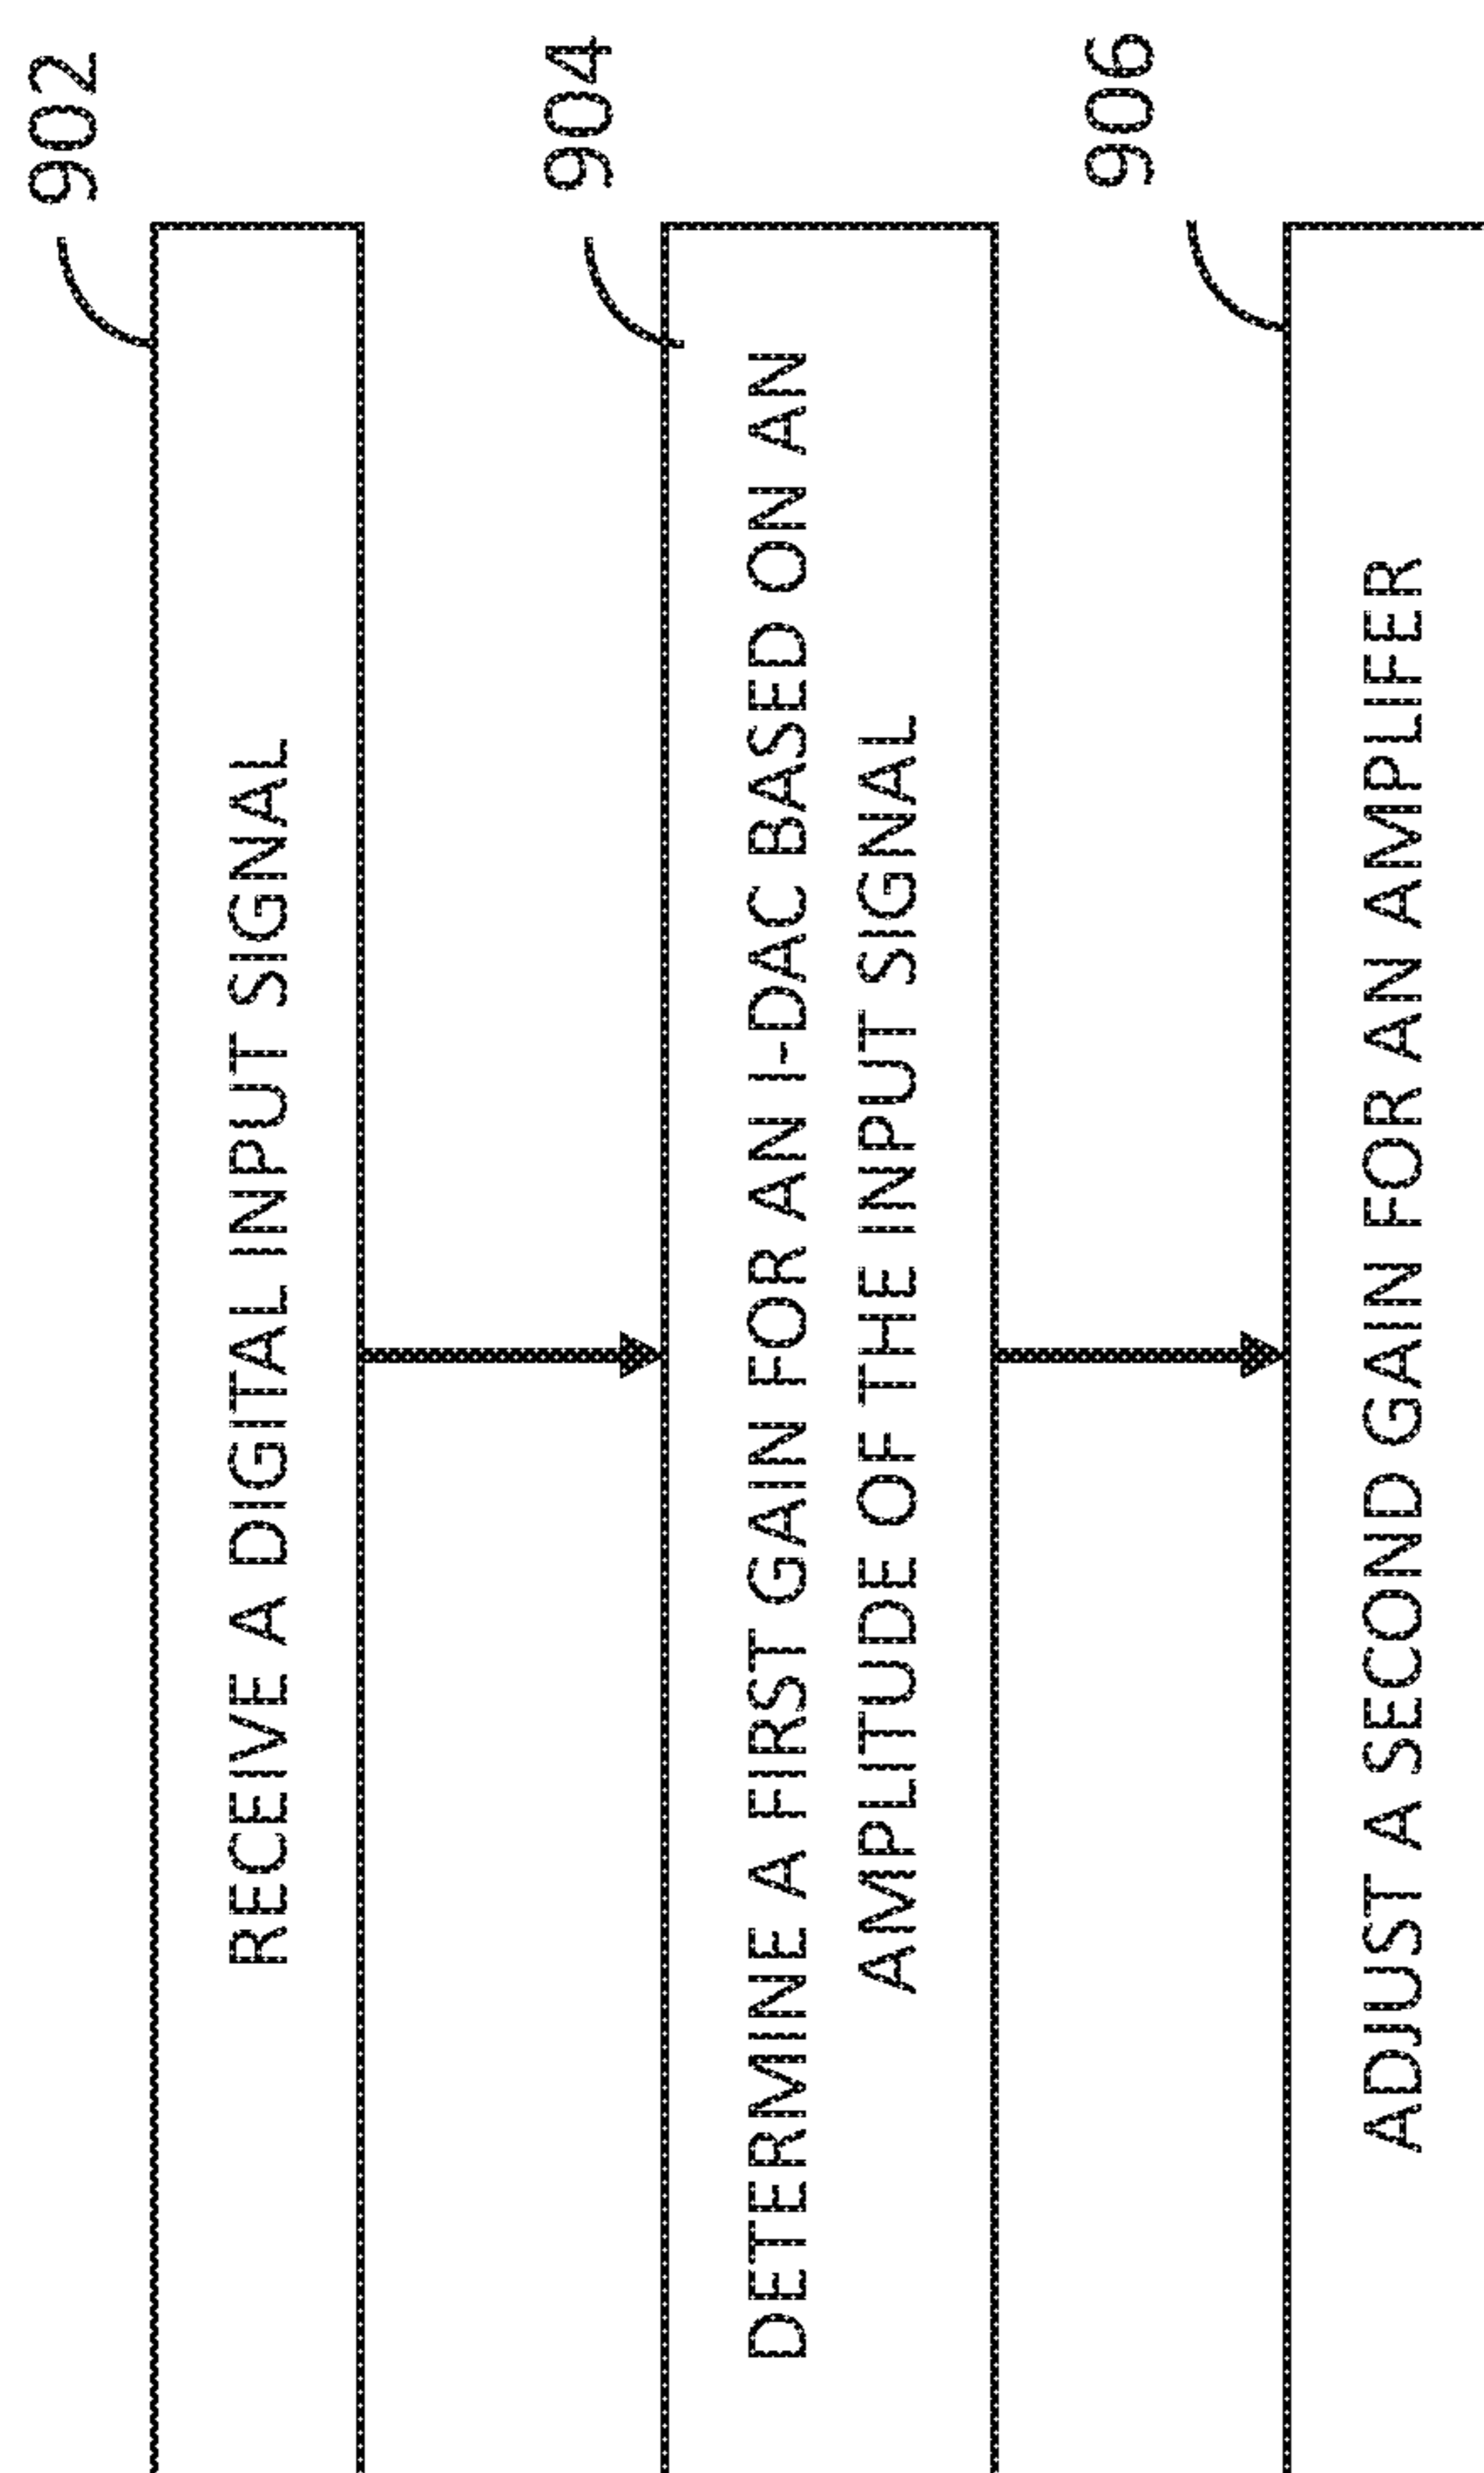 902
RECEIVE A DIGITAL INPUT SIGNAL
904
DETERMINE A FIRST GAIN FOR AN I-DAC BASED ON AN
AMPLITUDE OF THE INPUT SIGNAL
906
ADJUST A SECOND GAIN FOR AN AMPLIFER